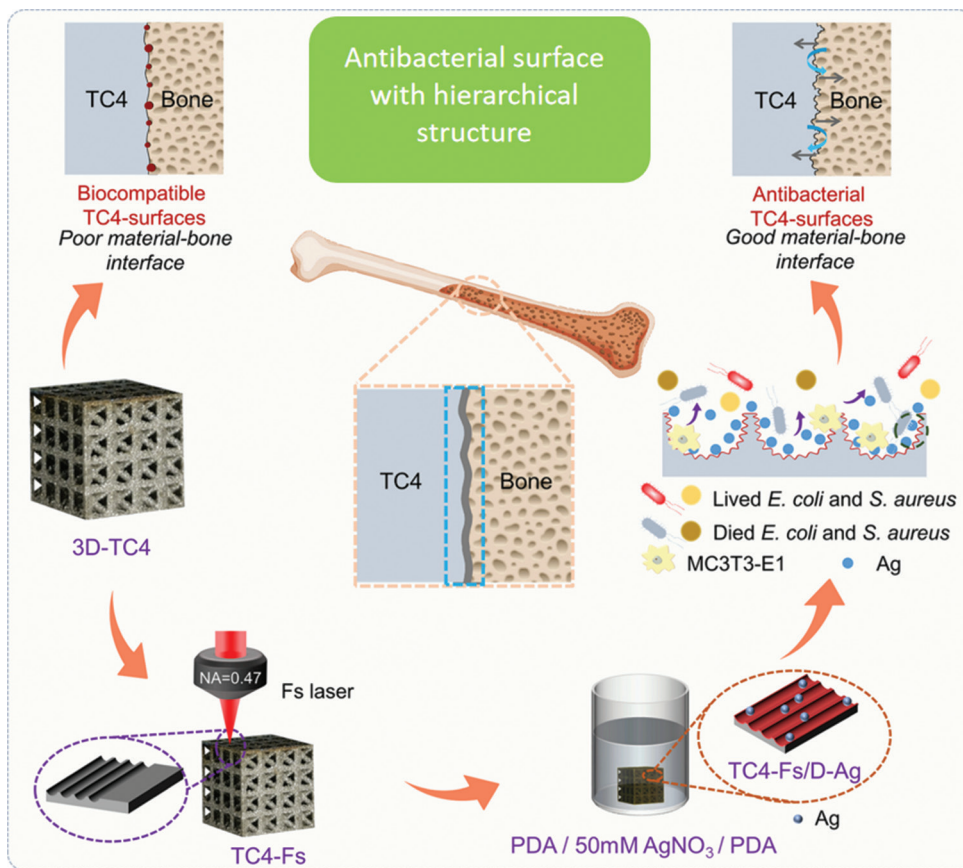 Antibacterial surface
with hierarchical
structure
TC4
Bone
Biocompatible
TC4-surfaces
Poor material-bone
interface
TC4
Bone
Antibacterial
TC4-surfaces
Good material-bone
interface
3D-TC4
TC4
Bone
Lived E. coli and S. aureus
Died E. coli and S. aureus
MC3T3-E1
Ag
NA=0.47
Fs laser
TC4-Fs
TC4-Fs/D-Ag
Ag
PDA / 50mM AgNO₃ / PDA